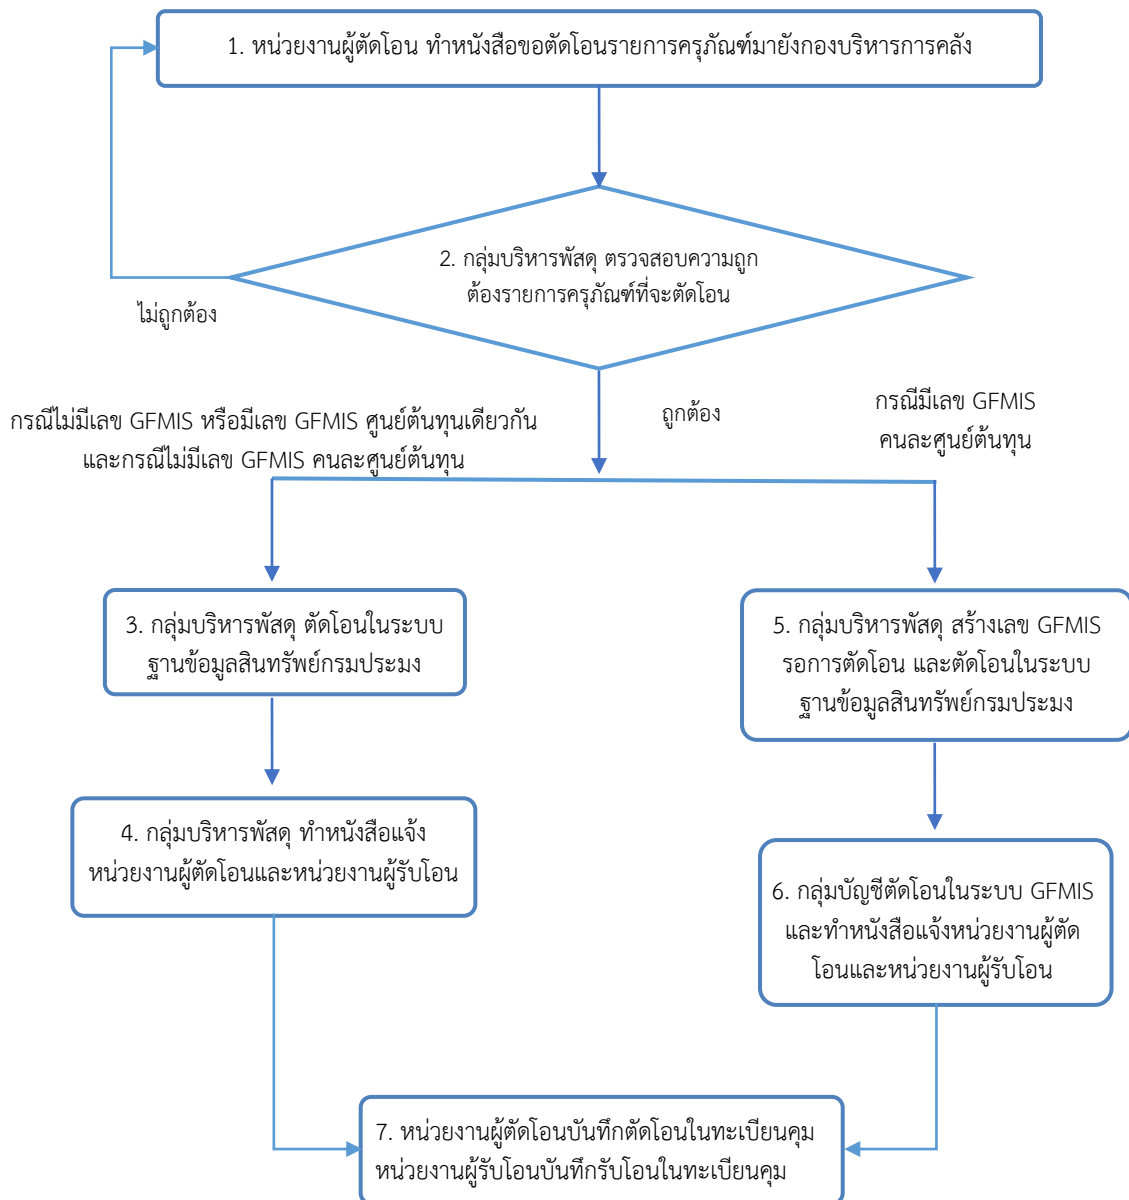 1. หน่วยงานผู้ตัดโอน ทำหนังสือขอตัดโอนรายการครุภัณฑ์มายังกองบริหารการคลัง
2. กลุ่มบริหารพัสดุ ตรวจสอบความถูก
ต้องรายการครุภัณฑ์ที่จะตัดโอน
ไม่ถูกต้อง
ถูกต้อง
กรณีไม่มีเลข GFMIS หรือมีเลข GFMIS ศูนย์ต้นทุนเดียวกัน
และกรณีไม่มีเลข GFMIS คนละศูนย์ต้นทุน
กรณีมีเลข GFMIS
คนละศูนย์ต้นทุน
3. กลุ่มบริหารพัสดุ ตัดโอนในระบบ
ฐานข้อมูลสินทรัพย์กรมประมง
4. กลุ่มบริหารพัสดุ ทำหนังสือแจ้ง
หน่วยงานผู้ตัดโอนและหน่วยงานผู้รับโอน
5. กลุ่มบริหารพัสดุ สร้างเลข GFMIS
รอการตัดโอน และตัดโอนในระบบ
ฐานข้อมูลสินทรัพย์กรมประมง
6. กลุ่มบัญชีตัดโอนในระบบ GFMIS
และทำหนังสือแจ้งหน่วยงานผู้ตัด
โอนและหน่วยงานผู้รับโอน
7. หน่วยงานผู้ตัดโอนบันทึกตัดโอนในทะเบียนคุม
หน่วยงานผู้รับโอนบันทึกรับโอนในทะเบียนคุม